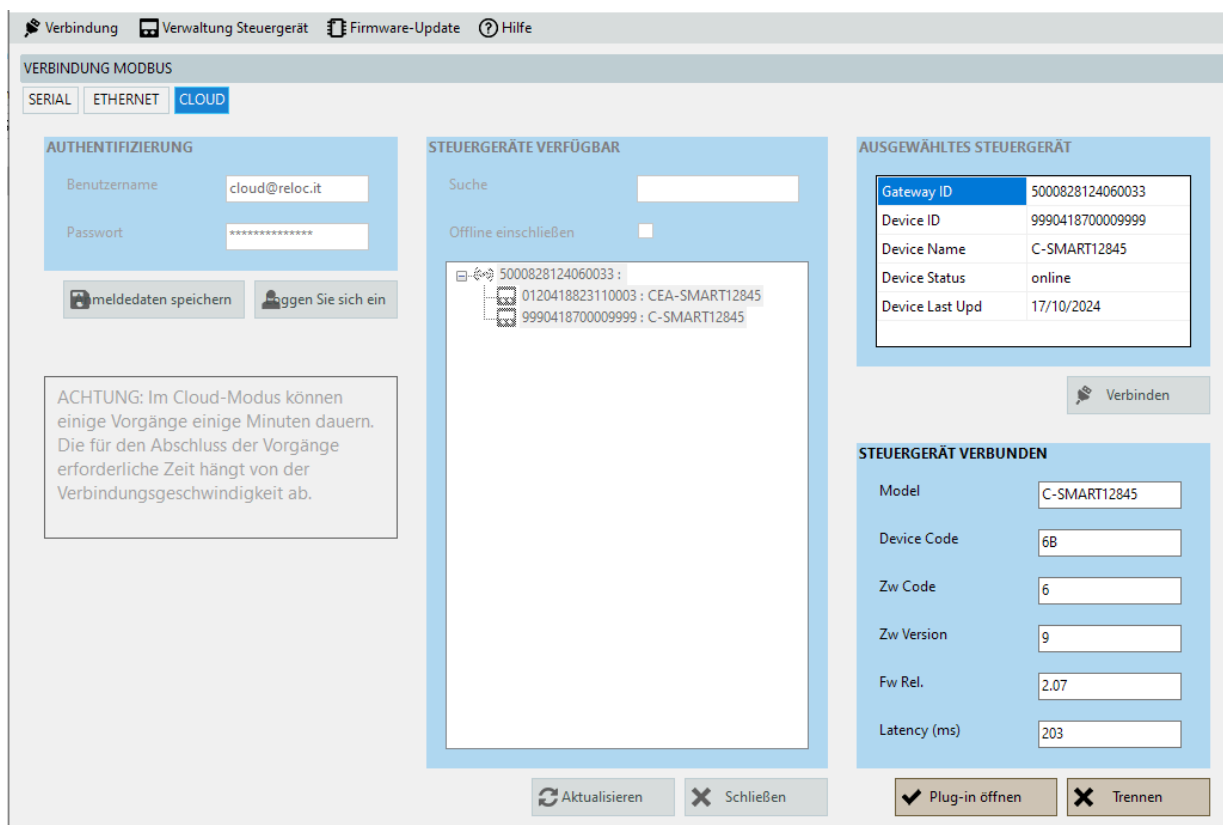 Verbindung Verwaltung Steuergerät Firmware-Update Hilfe
VERBINDUNG MODBUS
SERIAL ETHERNET CLOUD
AUTHENTIFIZIERUNG
Benutzername cloud@reloc.it
Passwort **************
meldedaten speichern ggen Sie sich ein
ACHTUNG: Im Cloud-Modus können
einige Vorgänge einige Minuten dauern.
Die für den Abschluss der Vorgänge
erforderliche Zeit hängt von der
Verbindungsgeschwindigkeit ab.
STEUERGERÄTE VERFÜGBAR
Suche
Offline einschließen
5000828124060033 :
0120418823110003 : CEA-SMART12845
9990418700009999 : C-SMART12845
Aktualisieren Schließen
AUSGEWÄHLTES STEUERGERÄT
Gateway ID 5000828124060033
Device ID 9990418700009999
Device Name C-SMART12845
Device Status online
Device Last Upd 17/10/2024
Verbinden
STEUERGERÄT VERBUNDEN
Model C-SMART12845
Device Code 6B
Zw Code 6
Zw Version 9
Fw Rel. 2.07
Latency (ms) 203
Plug-in öffnen Trennen